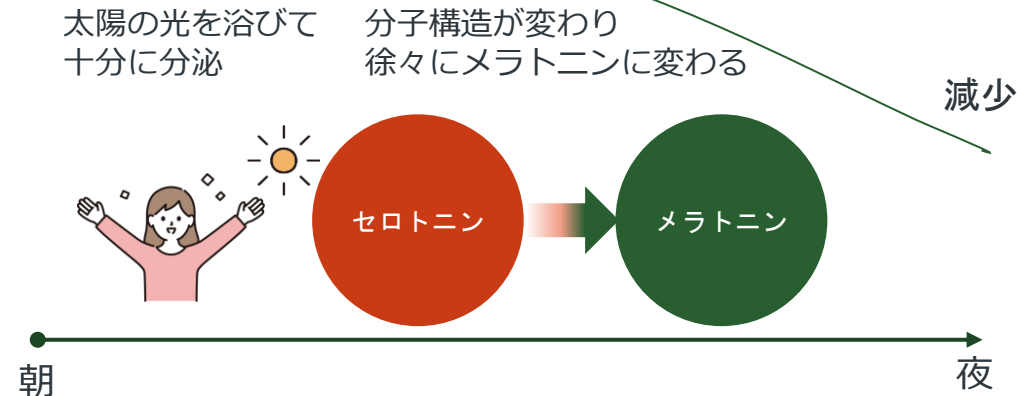 太陽の光を浴びて
十分に分泌
分子構造が変わり
徐々にメラトニンに変わる
減少
セロトニン
メラトニン
朝
夜